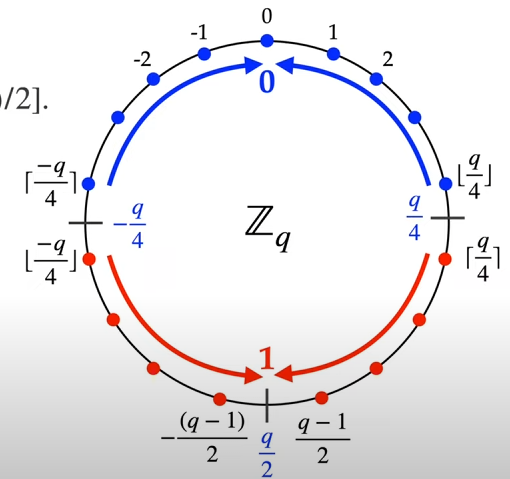 0
-1 1
-2 2
)/2].
0
⌈-q/4⌉ ⌊q/4⌋
-q/4 q/4
ℤq
⌊-q/4⌋ ⌈q/4⌉
1
-(q − 1)/2 q/2 q − 1/2